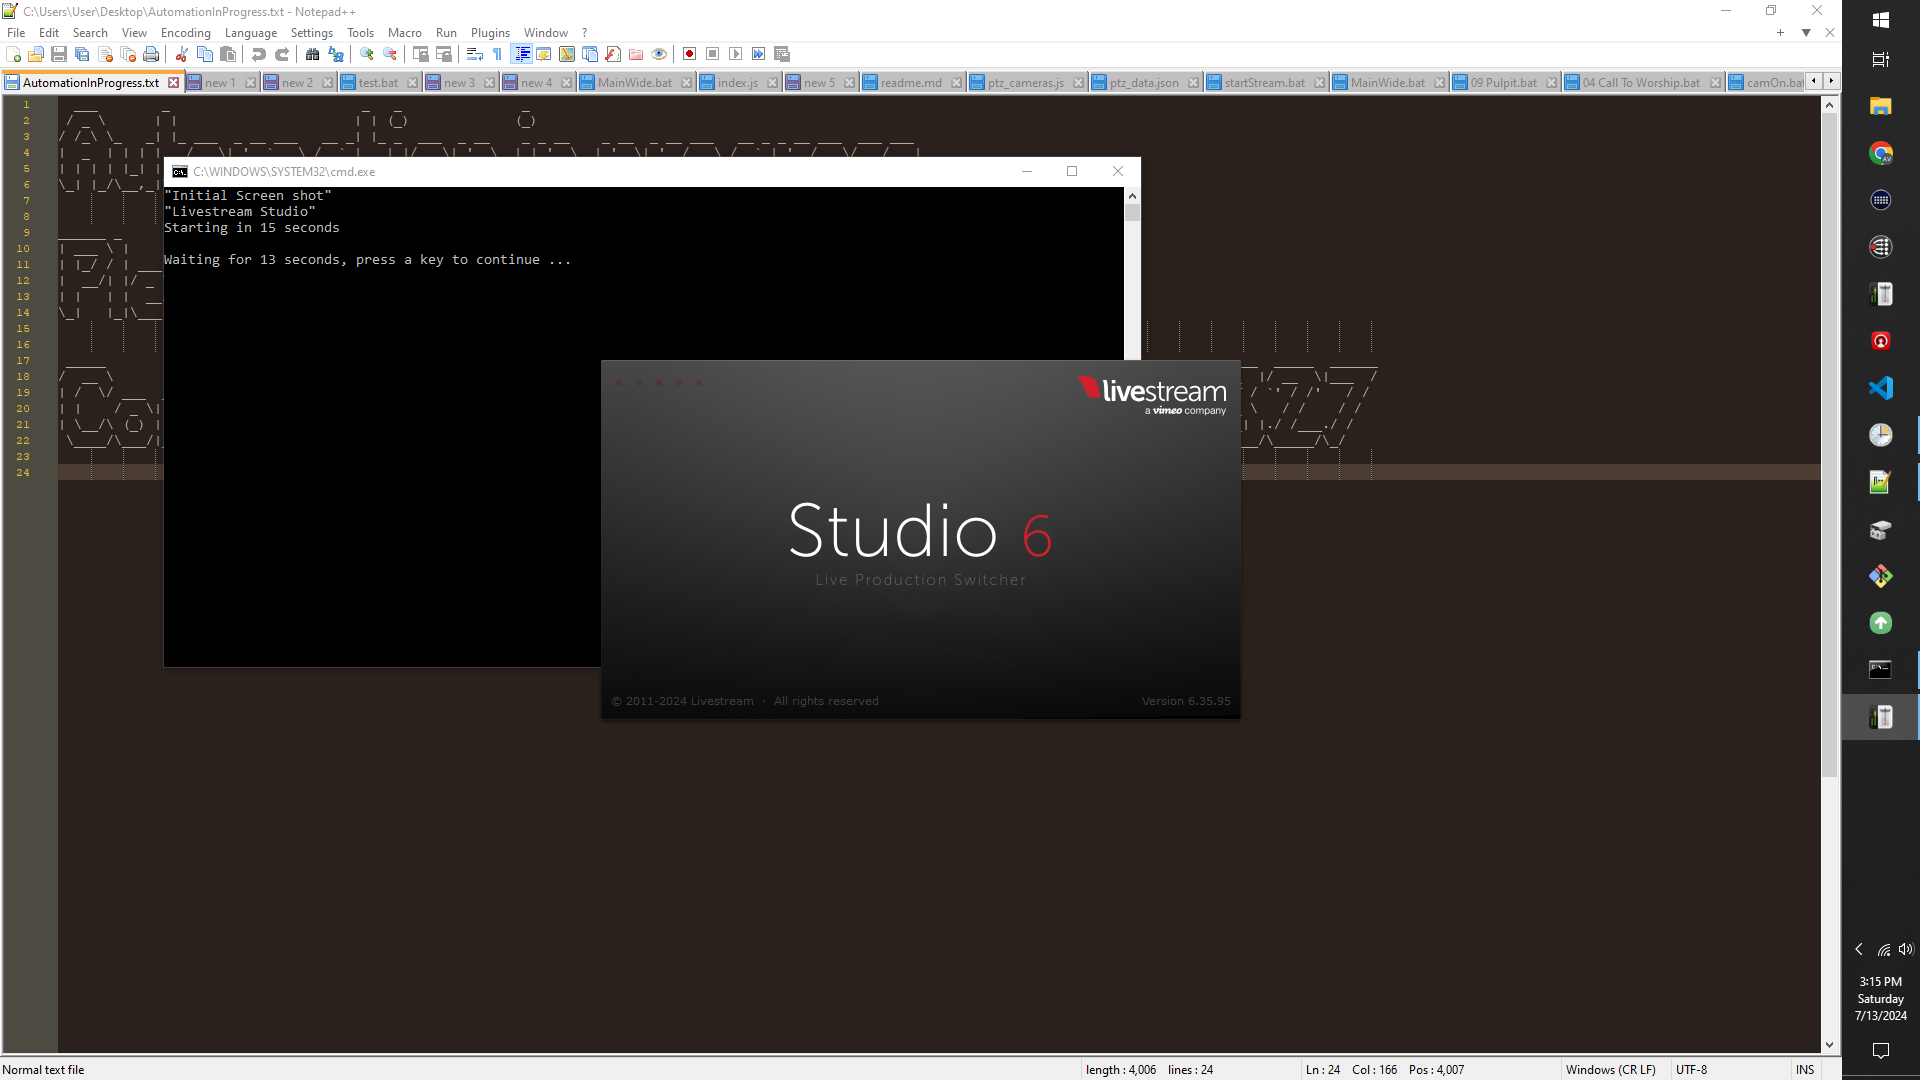 C:\Users\User\Desktop\AutomationInProgress.txt - Notepad++
File Edit Search View Encoding Language Settings Tools Macro Run Plugins Window ?
AutomationInProgress.txt new 1 new 2 test.bat new 3 new 4 MainWide.bat index.js new 5 readme.md ptz_cameras.js ptz_data.json startStream.bat MainWide.bat 09 Pulpit.bat 04 Call To Worship.bat camOn.bat
1
2
3
4
5
6
7
8
9
10
11
12
13
14
15
16
17
18
19
20
21
22
23
24
C:\WINDOWS\SYSTEM32\cmd.exe
"Initial Screen shot"
"Livestream Studio"
Starting in 15 seconds
Waiting for 13 seconds, press a key to continue ...
livestream
a vimeo company
Studio 6
Live Production Switcher
© 2011-2024 Livestream · All rights reserved
Version 6.35.95
3:15 PM
Saturday
7/13/2024
Normal text file
length : 4,006 lines : 24
Ln : 24 Col : 166 Pos : 4,007
Windows (CR LF)
UTF-8
INS